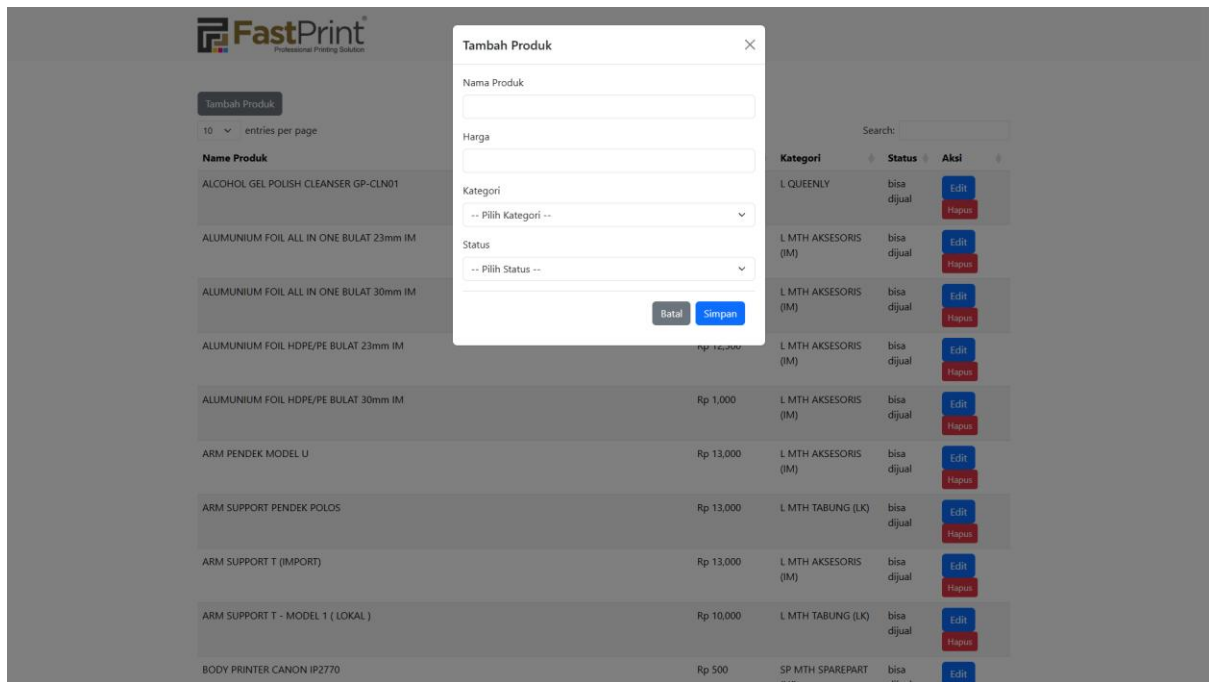 FastPrint
Professional Printing Solution
Tambah Produk
Nama Produk
Harga
Kategori
-- Pilih Kategori --
Status
-- Pilih Status --
Batal Simpan
Tambah Produk
10 entries per page
Search:
Name Produk Kategori Status Aksi
ALCOHOL GEL POLISH CLEANSER GP-CLN01 L QUEENLY bisa dijual Edit Hapus
ALUMUNIUM FOIL ALL IN ONE BULAT 23mm IM L MTH AKSESORIS (IM) bisa dijual Edit Hapus
ALUMUNIUM FOIL ALL IN ONE BULAT 30mm IM L MTH AKSESORIS (IM) bisa dijual Edit Hapus
ALUMUNIUM FOIL HDPE/PE BULAT 23mm IM Rp 12,500 L MTH AKSESORIS (IM) bisa dijual Edit Hapus
ALUMUNIUM FOIL HDPE/PE BULAT 30mm IM Rp 1,000 L MTH AKSESORIS (IM) bisa dijual Edit Hapus
ARM PENDEK MODEL U Rp 13,000 L MTH AKSESORIS (IM) bisa dijual Edit Hapus
ARM SUPPORT PENDEK POLOS Rp 13,000 L MTH TABUNG (LK) bisa dijual Edit Hapus
ARM SUPPORT T (IMPORT) Rp 13,000 L MTH AKSESORIS (IM) bisa dijual Edit Hapus
ARM SUPPORT T - MODEL 1 ( LOKAL ) Rp 10,000 L MTH TABUNG (LK) bisa dijual Edit Hapus
BODY PRINTER CANON IP2770 Rp 500 SP MTH SPAREPART bisa Edit